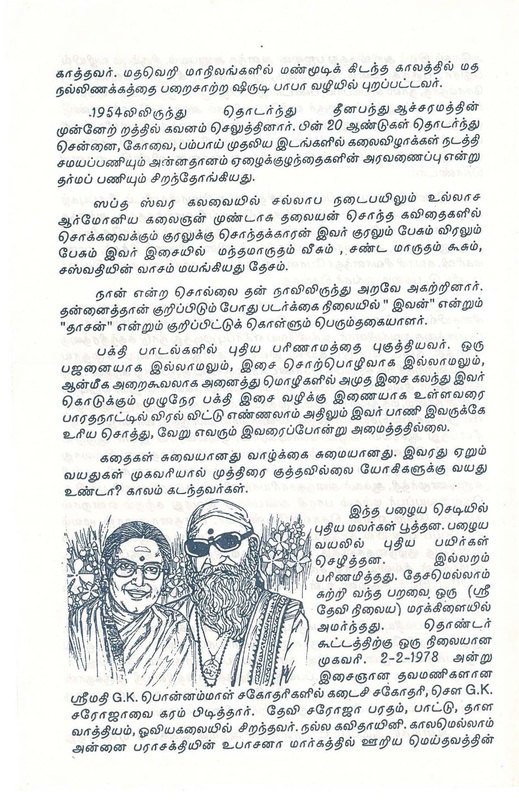 காத்தவர். மதவெறி மாநிலங்களில் மண்மூடிக் கிடந்த காலத்தில் மத
நல்லிணக்கத்தை பறைசாற்ற ஷிருடி பாபா வழியில் புறப்பட்டவர்.
.1954லிலிருந்து தொடர்ந்து தீனபந்து ஆச்சரமத்தின்
முன்னேற் றத்தில் கவனம் செலுத்தினார். பின் 20 ஆண்டுகள் தொடர்ந்து
சென்னை, கோவை, பம்பாய் முதலிய இடங்களில் கலைவிழாக்கள் நடத்தி
சமயப்பணியும் அன்னதானம் ஏழைக்குழந்தைகளின் அரவணைப்பு என்று
தர்மப் பணியும் சிறந்தோங்கியது.
ஸப்த ஸ்வர கலவையில் சல்லாப நடைபயிலும் உல்லாச
ஆர்மோனிய கலைஞன் முண்டாசு தலையன் சொந்த கவிதைகளில்
சொக்கவைக்கும் குரலுக்கு சொந்தக்காரன் இவர் குரலும் பேசும் விரலும்
பேசும் இவர் இசையில் மந்தமாருதம் வீசும் , சண்ட மாருதம் கூசும்,
சஸ்வதியின் வாசம் மயங்கியது தேசம்.
நான் என்ற சொல்லை தன் நாவிலிருந்து அறவே அகற்றினார்.
தன்னைத்தான் குறிப்பிடும் போது படர்க்கை நிலையில் " இவன்" என்றும்
"தாசன்" என்றும் குறிப்பிட்டுக் கொள்ளும் பெரும்தகையாளர்.
பக்தி பாடல்களில் புதிய பரிணாமத்தை புகுத்தியவர். ஒரு
பஜனையாக இல்லாமலும், இசை சொற்பொழிவாக இல்லாமலும்,
ஆன்மீக அறைகூவலாக அனைத்து மொழிகளில் அமுத இசை கலந்து இவர்
கொடுக்கும் முழுநேர பக்தி இசை வழிக்கு இணையாக உள்ளவரை
பாரதநாட்டில் விரல் விட்டு எண்ணலாம் அதிலும் இவர் பாணி இவருக்கே
உரிய சொத்து, வேறு எவரும் இவரைப்போன்று அமைத்ததில்லை.
கதைகள் சுவையானது வாழ்க்கை சுமையானது. இவரது ஏறும்
வயதுகள் முகவரியால் முத்திரை குத்தவில்லை யோகிகளுக்கு வயது
உண்டா? காலம் கடந்தவர்கள்.
இந்த பழைய செடியில்
புதிய மலர்கள் பூத்தன. பழைய
வயலில் புதிய பயிர்கள்
செழித்தன. இல்லறம்
பரிணமித்தது. தேசமெல்லாம்
சுற்றி வந்த பறவை, ஒரு (ஸ்ரீ
தேவி நிலைய) மரக்கிளையில்
அமர்ந்தது. தொண்டர்
கூட்டத்திற்கு ஒரு நிலையான
முகவரி. 2-2-1978 அன்று
இசைஞான தவமணிகளான
ஸ்ரீமதி G.K. பொன்னம்மாள் சகோதரிகளில் கடைசி சகோதரி, சௌ G.K.
சரோஜாவை கரம் பிடித்தார். தேவி சரோஜா பரதம், பாட்டு, தாள
வாத்தியம், ஓவியகலையில் சிறந்தவர். நல்ல கவிதாயினி. காலமெல்லாம்
அன்னை பராசக்தியின் உபாசனா மார்கத்தில் ஊறிய மெய்தவத்தின்